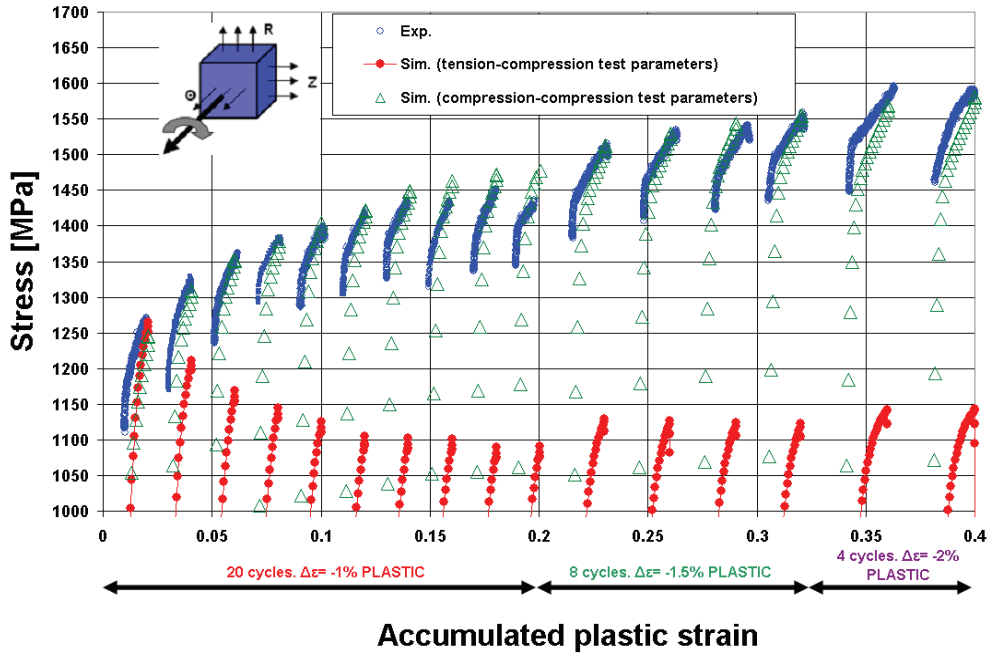 1700
1650
1600
1550
1500
1450
1400
1350
1300
1250
1200
1150
1100
1050
1000
Stress [MPa]
R
Z
Θ
Exp.
Sim. (tension-compression test parameters)
Sim. (compression-compression test parameters)
0 0.05 0.1 0.15 0.2 0.25 0.3 0.35 0.4
20 cycles. Δε= -1% PLASTIC
8 cycles. Δε= -1.5% PLASTIC
4 cycles. Δε= -2%
PLASTIC
Accumulated plastic strain